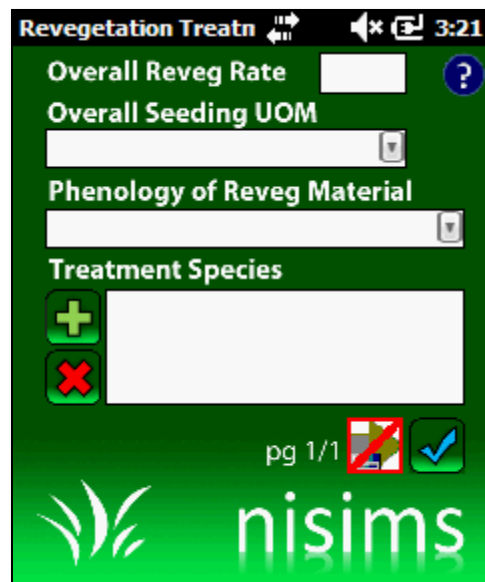 Revegetation Treatn 3:21
Overall Reveg Rate
?
Overall Seeding UOM
Phenology of Reveg Material
Treatment Species
pg 1/1
nisims